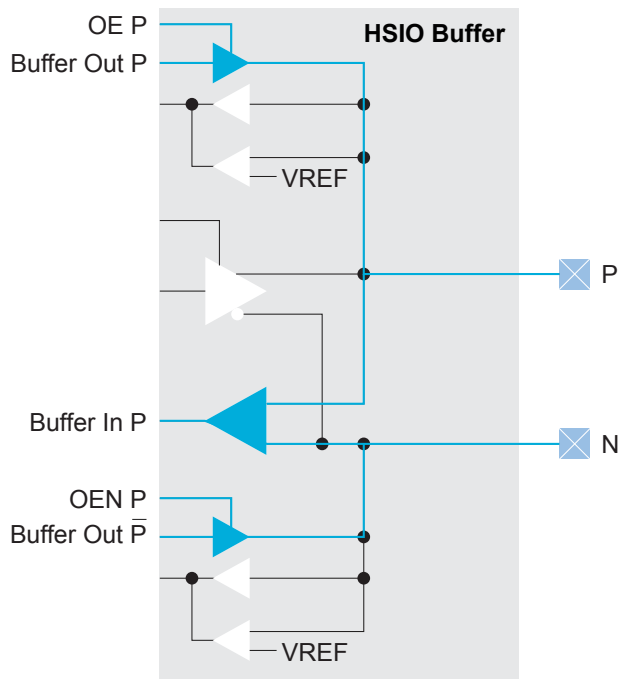 OE P
HSIO Buffer
Buffer Out P
VREF
P
Buffer In P
N
OEN P
Buffer Out P̅
VREF